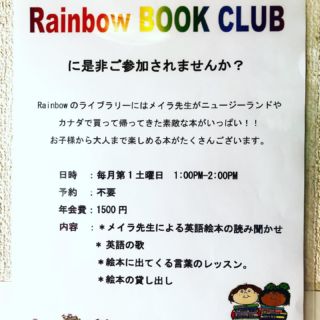 Rainbow BOOK CLUB
に是非ご参加されませんか？
Rainbowのライブラリーにはメイラ先生がニュージーランドや
カナダで買って帰ってきた素敵な本がいっぱい！！
お子様から大人まで楽しめる本がたくさんございます。
日時 ：毎月第１土曜日 1:00PM-2:00PM
予約 ：不要
年会費：1500円
内容 ：＊メイラ先生による英語絵本の読み聞かせ
＊ 英語の歌
＊絵本に出てくる言葉のレッスン。
＊絵本の貸し出し